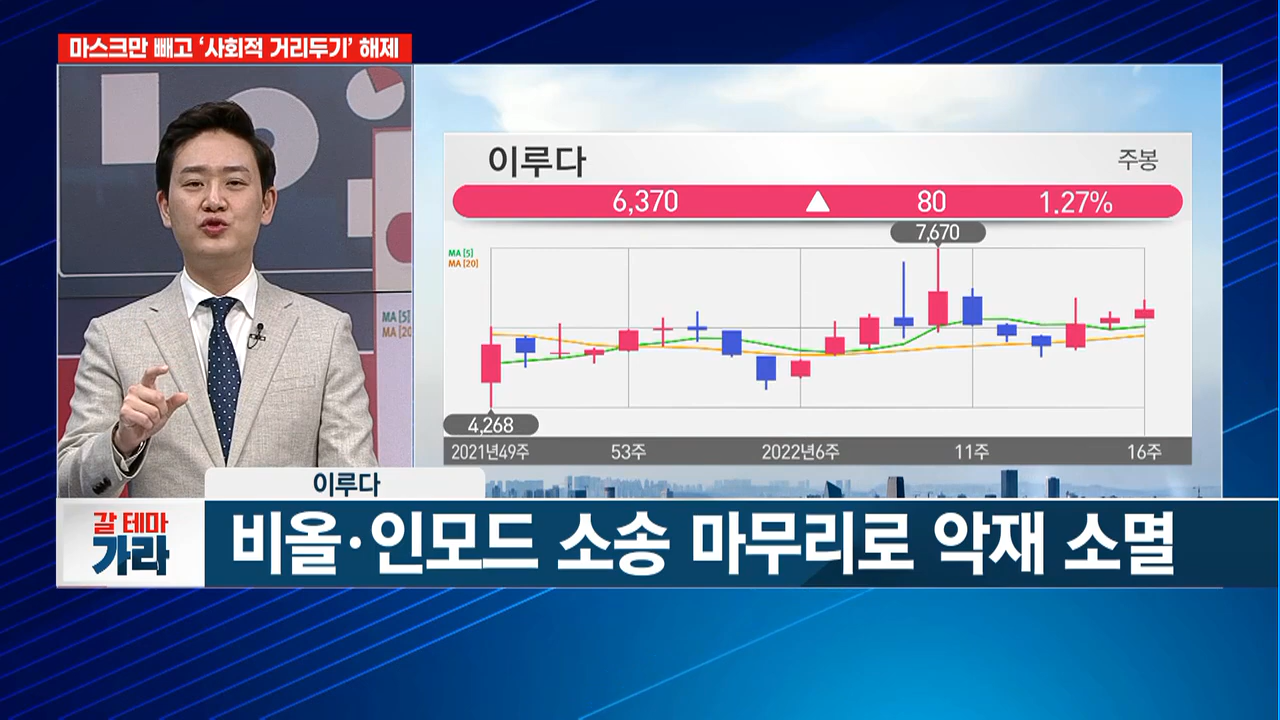 마스크만 빼고 ‘사회적 거리두기’ 해제
MA [5]
MA [20
이루다
주봉
6,370 ▲ 80 1.27%
7,670
MA [5]
MA [20]
4,268
2021년49주 53주 2022년6주 11주 16주
이루다
갈 테마
가라
비올·인모드 소송 마무리로 악재 소멸